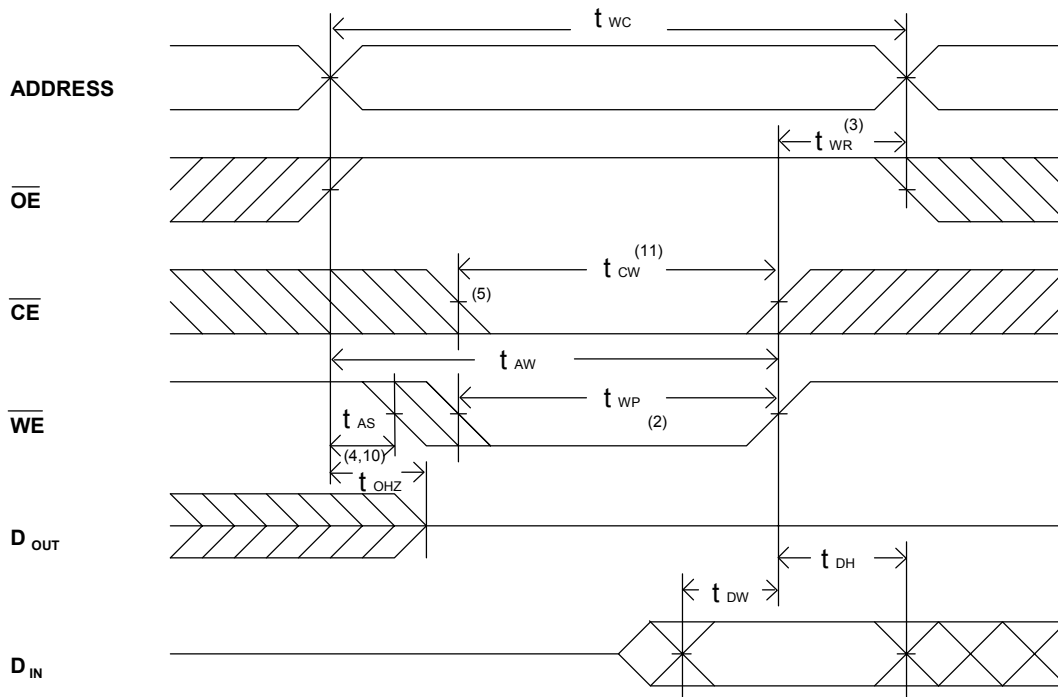 t WC
ADDRESS
t WR (3)
OE
t CW (11)
(5)
CE
t AW
t WP
(2)
WE
t AS
(4,10)
t OHZ
D OUT
t DH
t DW
D IN